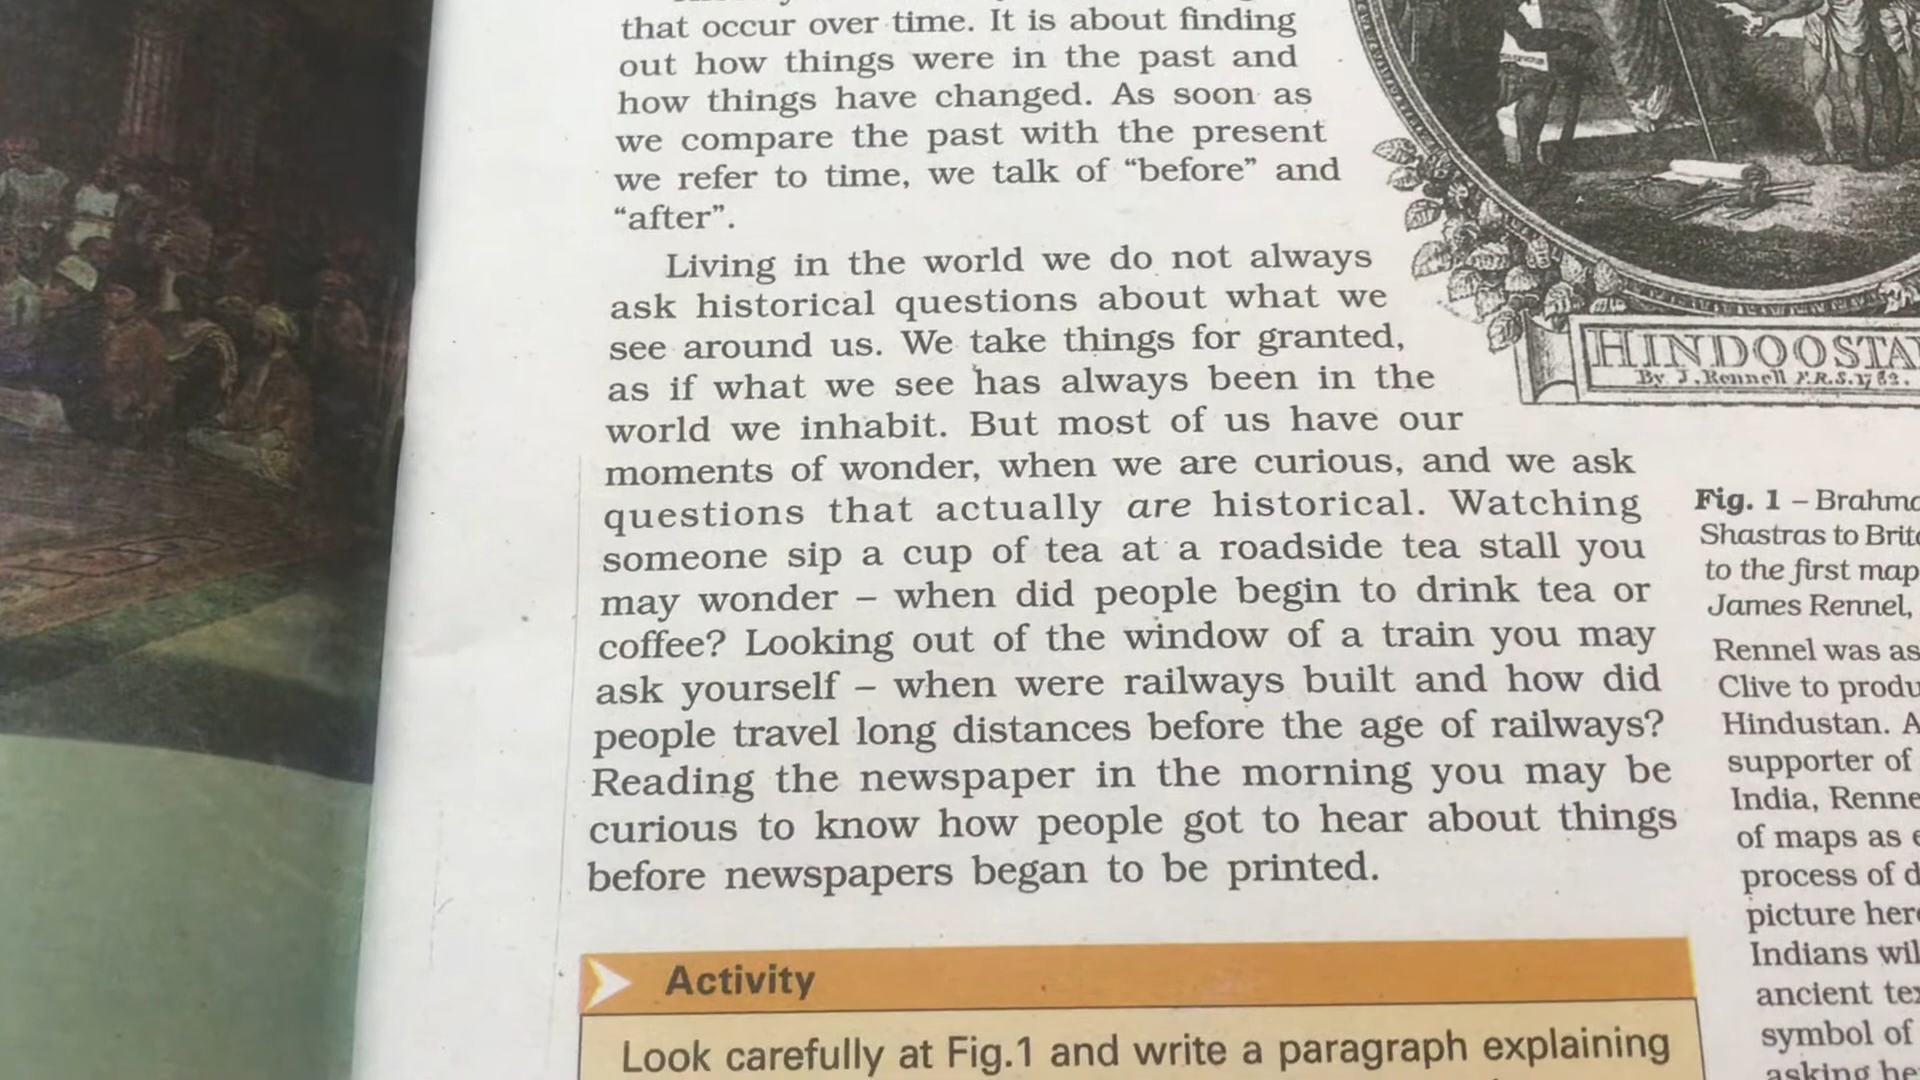 that occur over time. It is about finding
out how things were in the past and
how things have changed. As soon as
we compare the past with the present
we refer to time, we talk of “before” and
“after”.
Living in the world we do not always
ask historical questions about what we
see around us. We take things for granted,
as if what we see has always been in the
world we inhabit. But most of us have our
moments of wonder, when we are curious, and we ask
questions that actually are historical. Watching
someone sip a cup of tea at a roadside tea stall you
may wonder – when did people begin to drink tea or
coffee? Looking out of the window of a train you may
ask yourself – when were railways built and how did
people travel long distances before the age of railways?
Reading the newspaper in the morning you may be
curious to know how people got to hear about things
before newspapers began to be printed.
Activity
Look carefully at Fig.1 and write a paragraph explaining
HINDOOSTA
By J. Rennell F.R.S. 1782.
Fig. 1 – Brahma
Shastras to Brit
to the first map
James Rennel,
Rennel was as
Clive to produ
Hindustan. A
supporter of
India, Renne
of maps as e
process of d
picture her
Indians wil
ancient te
symbol of
asking he